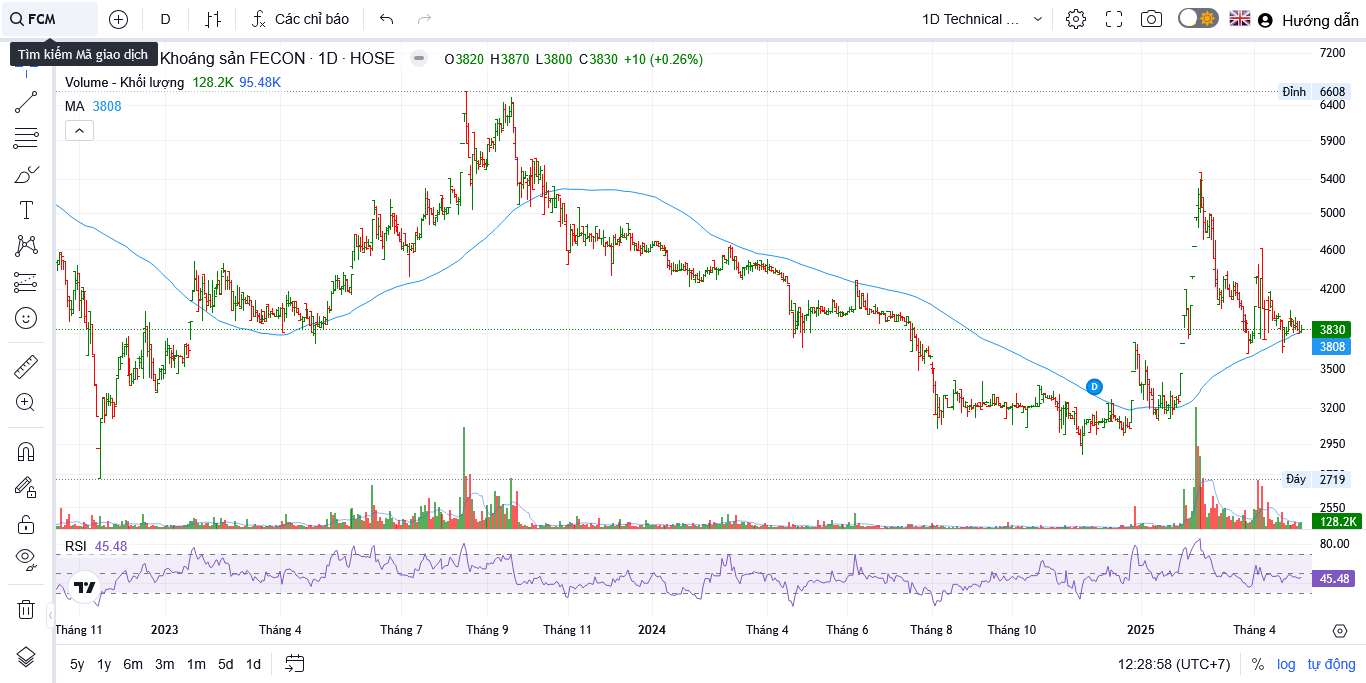 FCM D Các chỉ báo 1D Technical ... Hướng dẫn
Tìm kiếm Mã giao dịch
Khoáng sản FECON · 1D · HOSE O3820 H3870 L3800 C3830 +10 (+0.26%)
Volume - Khối lượng 128.2K 95.48K
MA 3808
7200
Đỉnh 6608
6400
5900
5400
5000
4600
4200
3830
3808
3500
D
3200
2950
Đáy 2719
2550
128.2K
RSI 45.48
80.00
45.48
Tháng 11 2023 Tháng 4 Tháng 7 Tháng 9 Tháng 11 2024 Tháng 4 Tháng 6 Tháng 8 Tháng 10 2025 Tháng 4
5y 1y 6m 3m 1m 5d 1d 12:28:58 (UTC+7) % log tự động